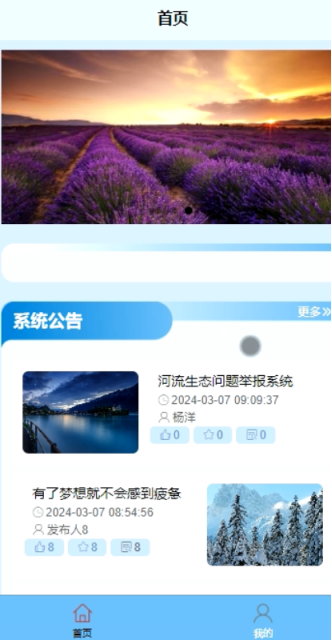 首页
系统公告
更多
河流生态问题举报系统
2024-03-07 09:09:37
杨洋
0 0 0
有了梦想就不会感到疲惫
2024-03-07 08:54:56
发布人8
8 8 8
首页 我的